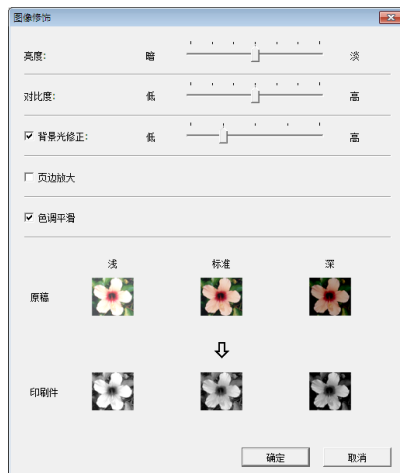 图像修饰
亮度: 暗 淡
对比度: 低 高
背景光修正: 低 高
页边放大
色调平滑
浅 标准 深
原稿
印刷件
确定 取消